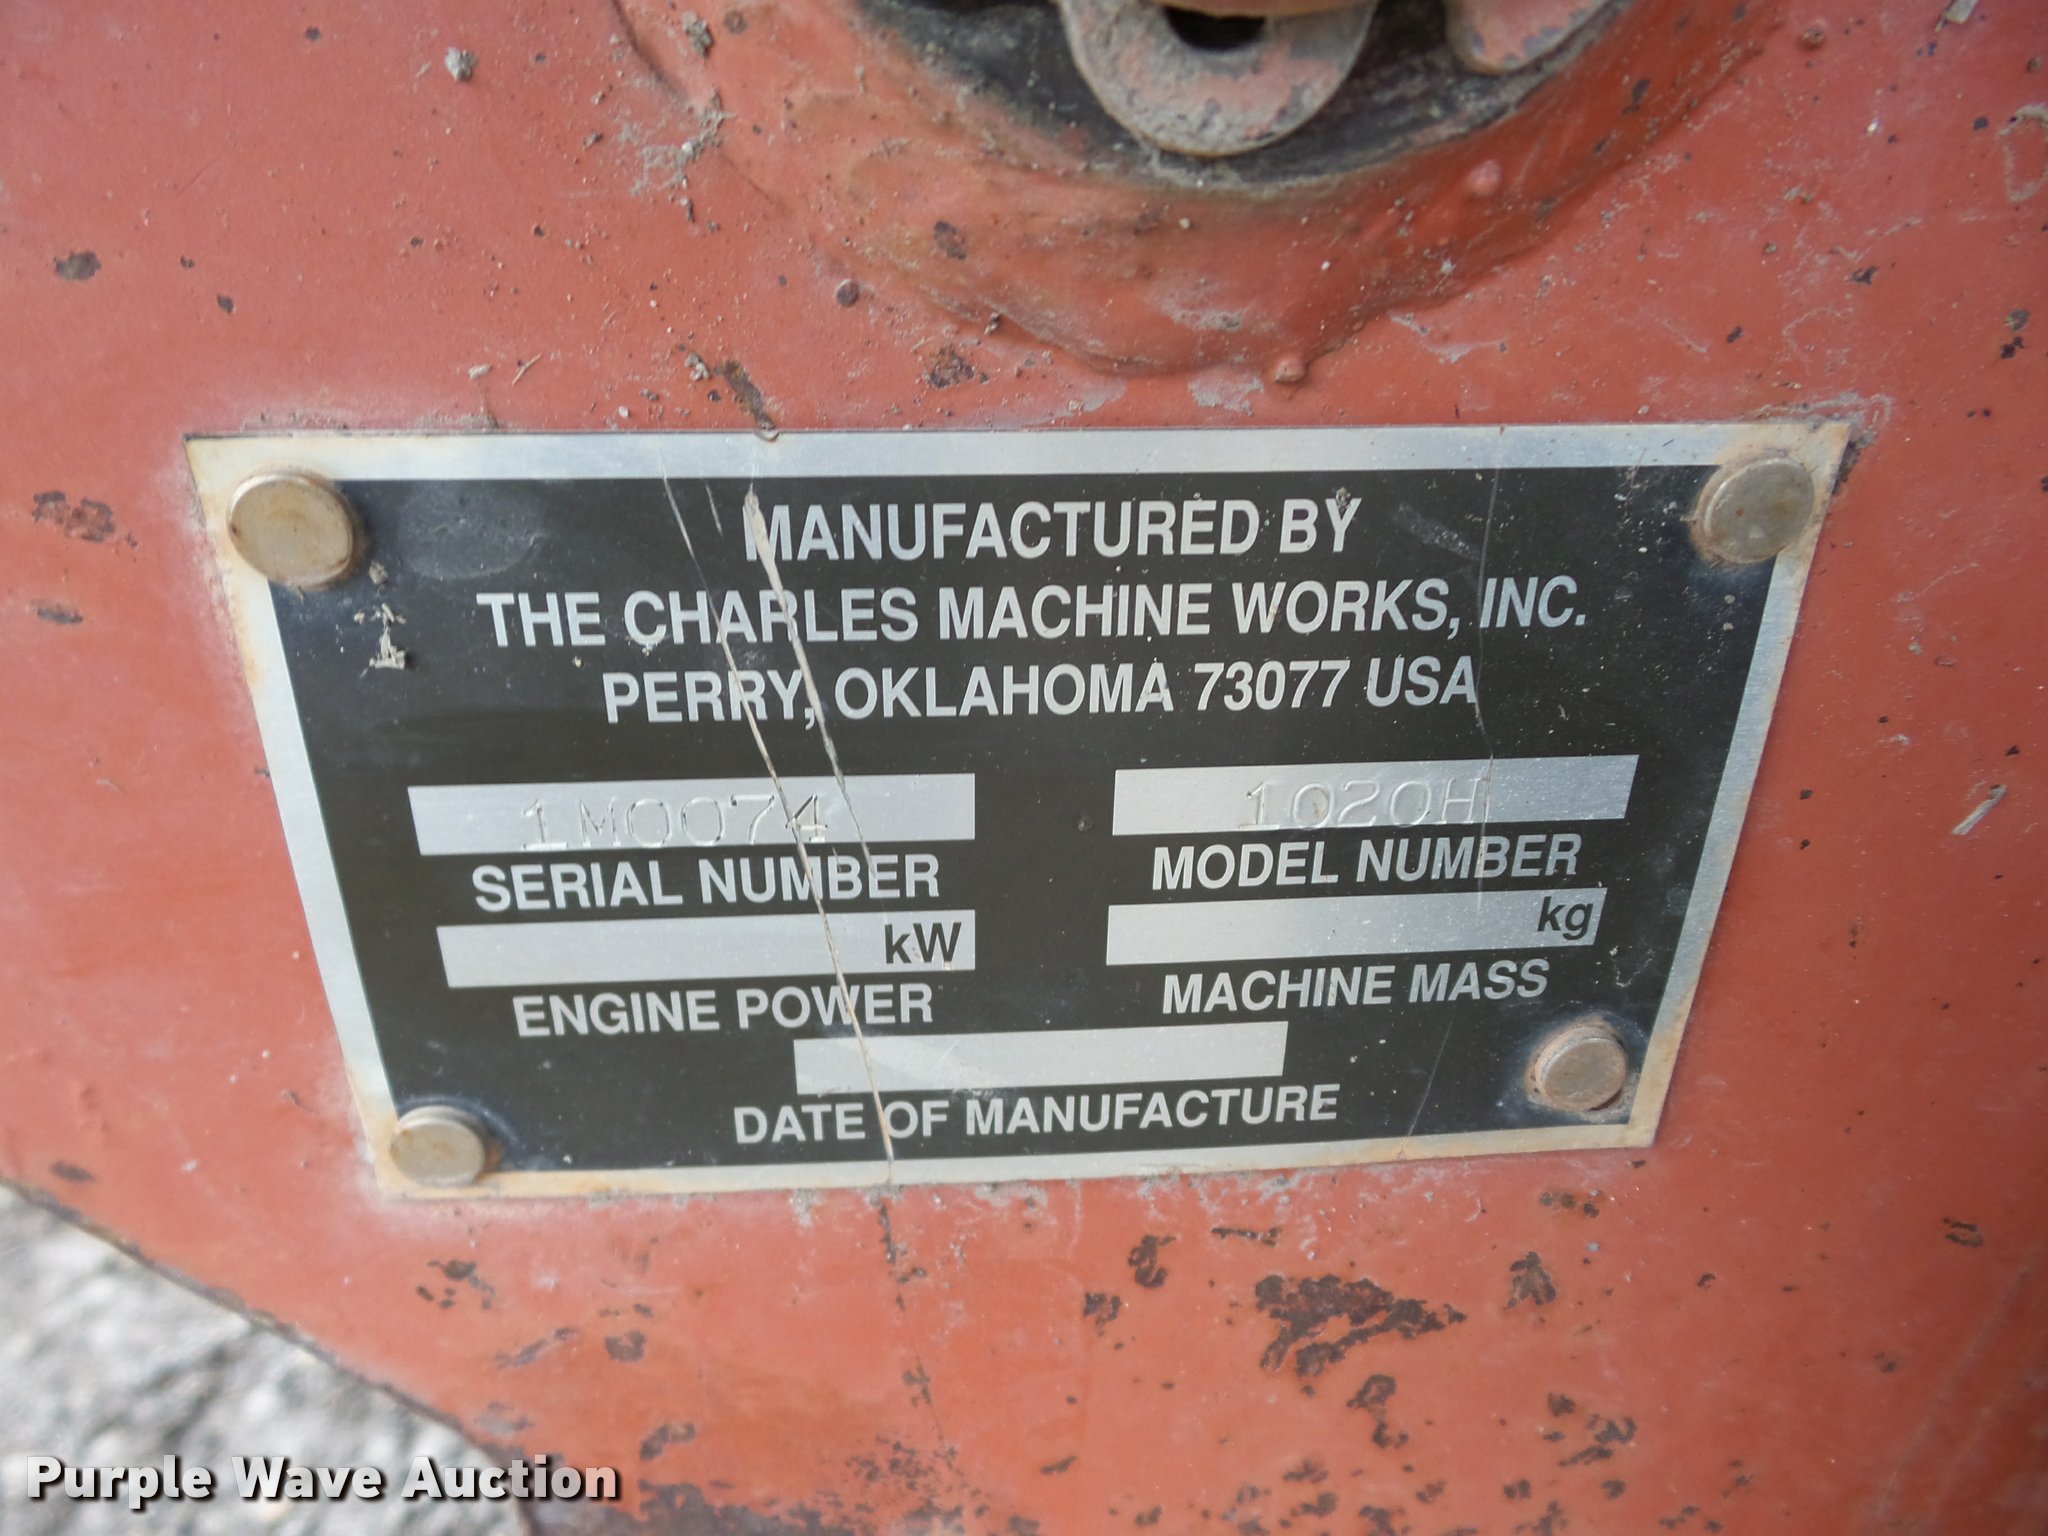 MANUFACTURED BY
THE CHARLES MACHINE WORKS, INC.
PERRY, OKLAHOMA 73077 USA
1M0074 1020H
SERIAL NUMBER MODEL NUMBER
kW kg
ENGINE POWER MACHINE MASS
DATE OF MANUFACTURE
Purple Wave Auction